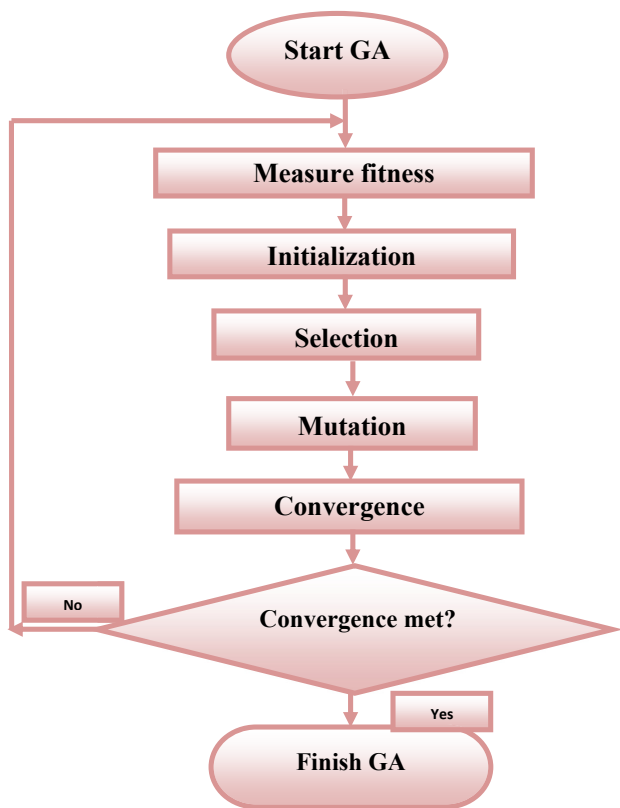 Start GA
Measure fitness
Initialization
Selection
Mutation
Convergence
No
Convergence met?
Yes
Finish GA